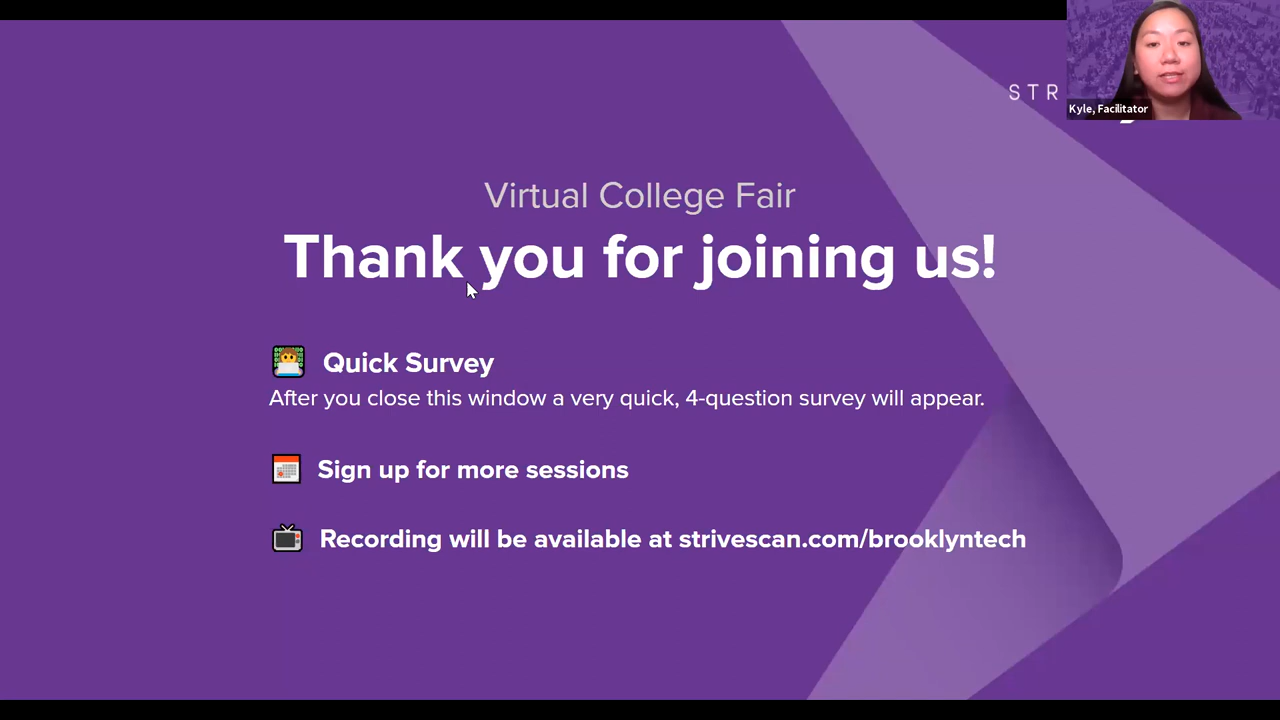 STR
Kyle, Facilitator
Virtual College Fair
Thank you for joining us!
Quick Survey
After you close this window a very quick, 4-question survey will appear.
Sign up for more sessions
Recording will be available at strivescan.com/brooklyntech